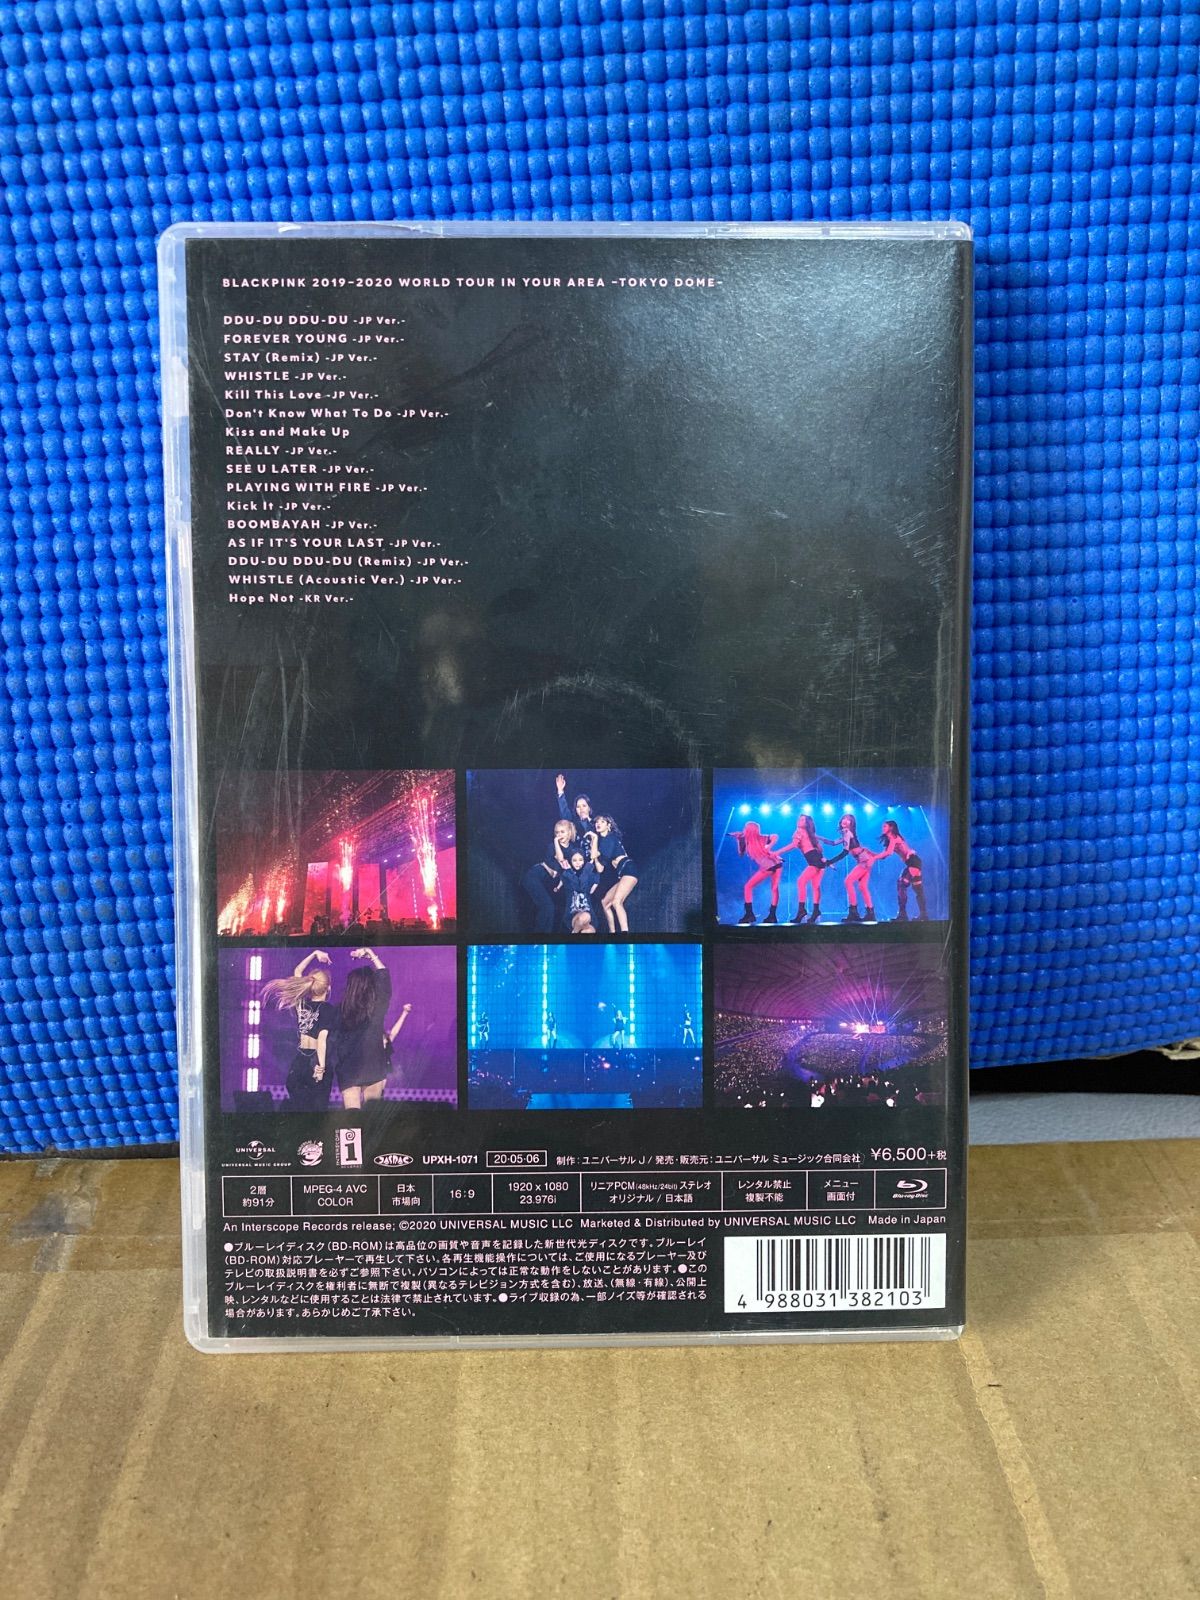 BLACKPINK 2019-2020 WORLD TOUR IN YOUR AREA -TOKYO DOME-
DDU-DU DDU-DU -JP Ver.-
FOREVER YOUNG -JP Ver.-
STAY (Remix) -JP Ver.-
WHISTLE -JP Ver.-
Kill This Love -JP Ver.-
Don't Know What To Do -JP Ver.-
Kiss and Make Up
REALLY -JP Ver.-
SEE U LATER -JP Ver.-
PLAYING WITH FIRE -JP Ver.-
Kick It -JP Ver.-
BOOMBAYAH -JP Ver.-
AS IF IT'S YOUR LAST -JP Ver.-
DDU-DU DDU-DU (Remix) -JP Ver.-
WHISTLE (Acoustic Ver.) -JP Ver.-
Hope Not -KR Ver.-
UNIVERSAL
UNIVERSAL MUSIC GROUP
INTERSCOPE RECORDS
JASRAC
UPXH-1071
20・05・06
制作:ユニバーサル J / 発売・販売元:ユニバーサル ミュージック合同会社
¥6,500+税
2層 約91分
MPEG-4 AVC COLOR
日本市場向
16:9
1920 x 1080 23.976i
リニアPCM(48kHz/24bit)ステレオ オリジナル / 日本語
レンタル禁止 複製不能
メニュー画面付
Blu-ray Disc
An Interscope Records release; ©2020 UNIVERSAL MUSIC LLC Marketed & Distributed by UNIVERSAL MUSIC LLC Made in Japan
●ブルーレイディスク(BD-ROM)は高品位の画質や音声を記録した新世代光ディスクです。ブルーレイ
(BD-ROM)対応プレーヤーで再生して下さい。各再生機能操作については、ご使用になるプレーヤー及び
テレビの取扱説明書を必ずご参照下さい。パソコンによっては正常な動作をしないことがあります。●この
ブルーレイディスクを権利者に無断で複製(異なるテレビジョン方式を含む)、放送、(無線・有線)、公開上
映、レンタルなどに使用することは法律で禁止されています。●ライブ収録の為、一部ノイズ等が確認される
場合があります。あらかじめご了承下さい。
4 988031 382103